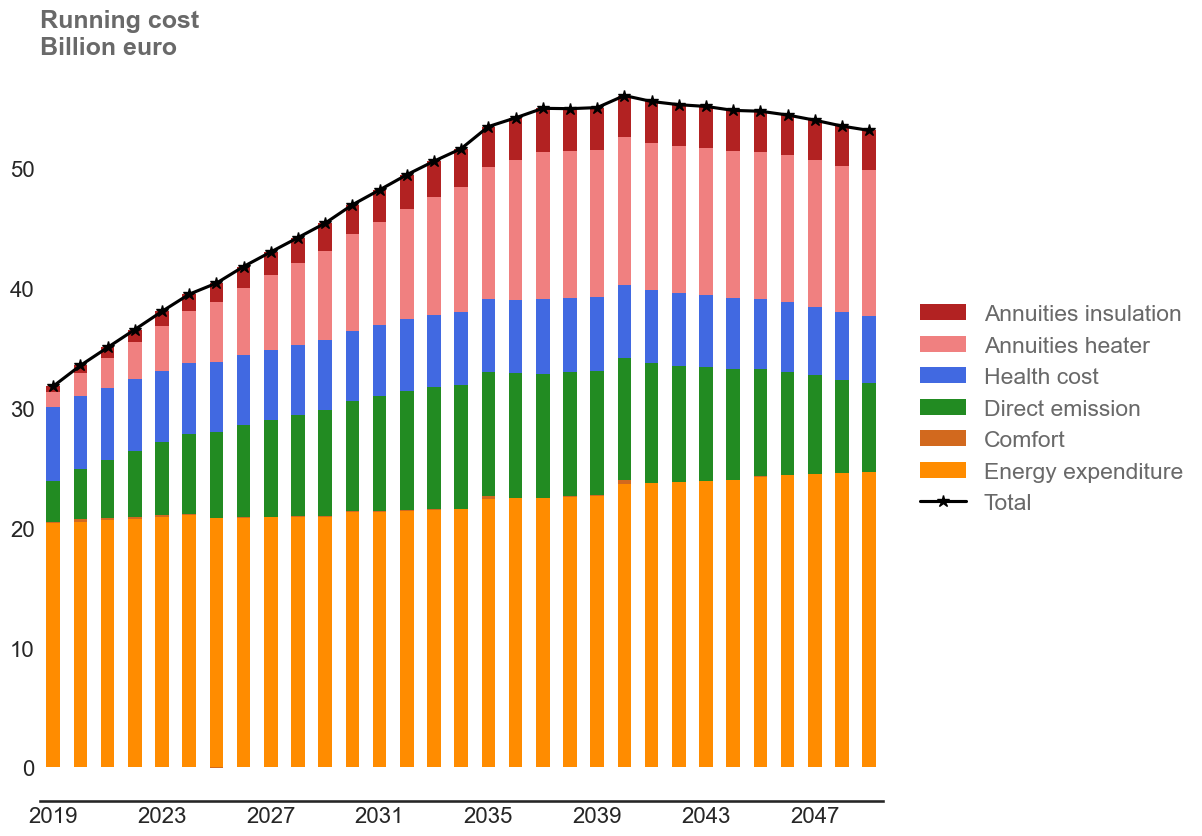 Running cost
Billion euro
50
40
30
20
10
0
2019 2023 2027 2031 2035 2039 2043 2047
Annuities insulation
Annuities heater
Health cost
Direct emission
Comfort
Energy expenditure
Total